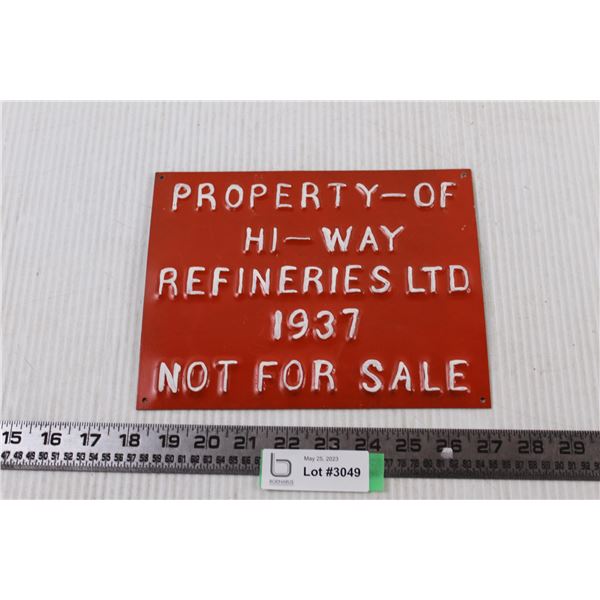 PROPERTY—OF
HI—WAY
REFINERIES LTD
1937
NOT FOR SALE
15 16 17 18 19 20 21 22 23 24 25 26 27 28 29
May 25, 2023
Lot #3049
b